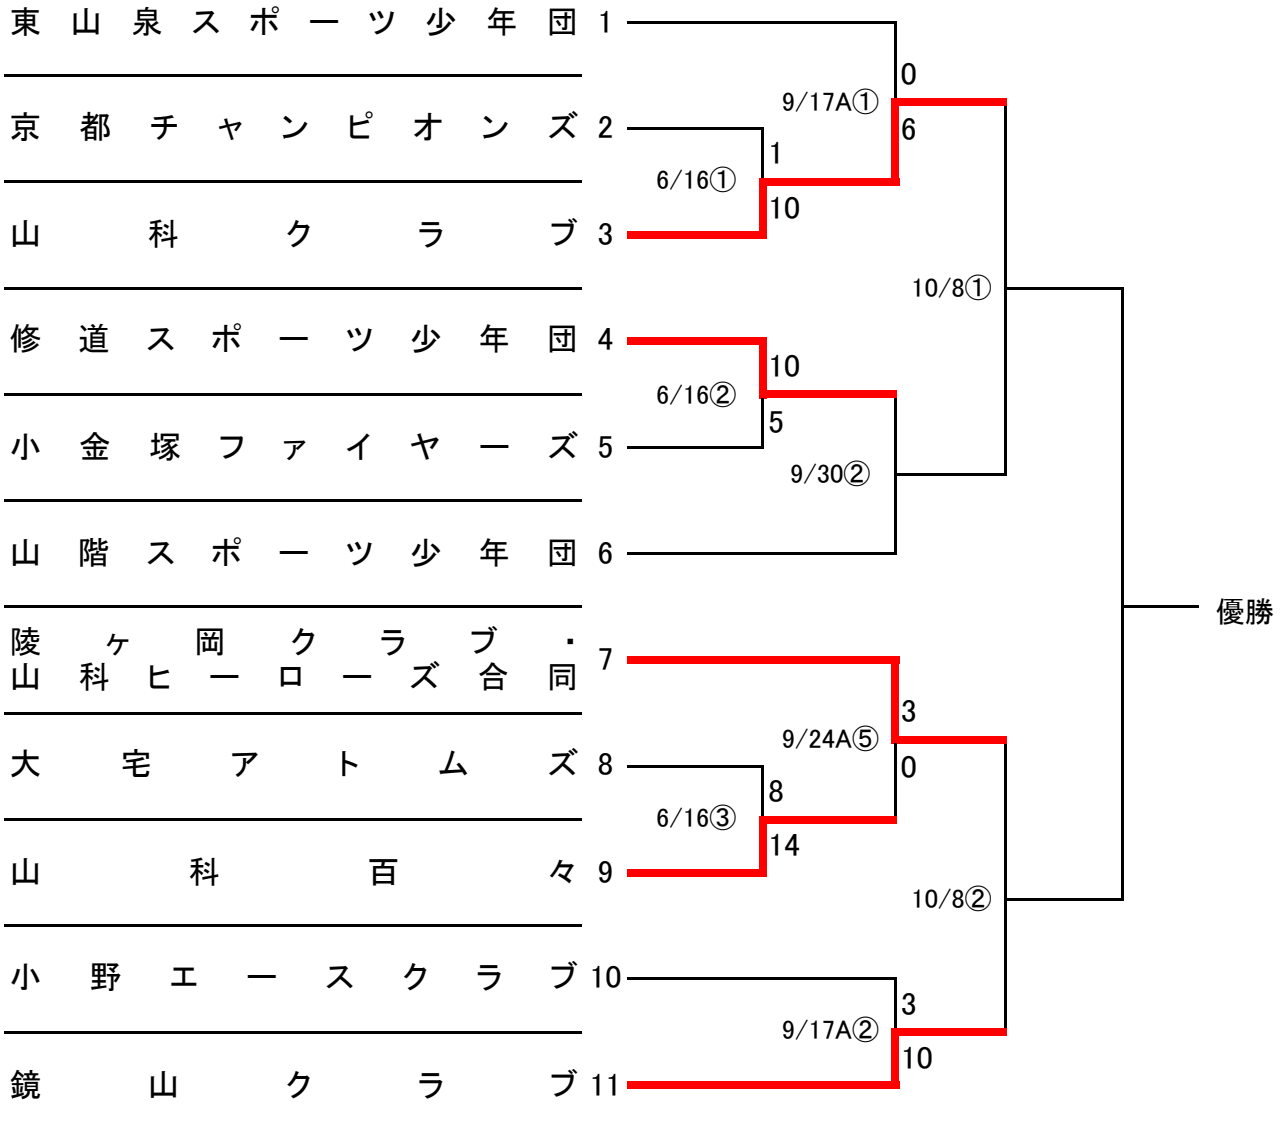 東山泉スポーツ少年団 1
0
9/17A①
6
京都チャンピオンズ 2
1
6/16①
10
山科クラブ 3
10/8①
修道スポーツ少年団 4
10
6/16②
5
小金塚ファイヤーズ 5
9/30②
山階スポーツ少年団 6
優勝
陵ヶ岡クラブ・
山科ヒーローズ合同
7
3
9/24A⑤
0
大宅アトムズ 8
8
6/16③
14
山科百々 9
10/8②
小野エースクラブ 10
3
9/17A②
10
鏡山クラブ 11